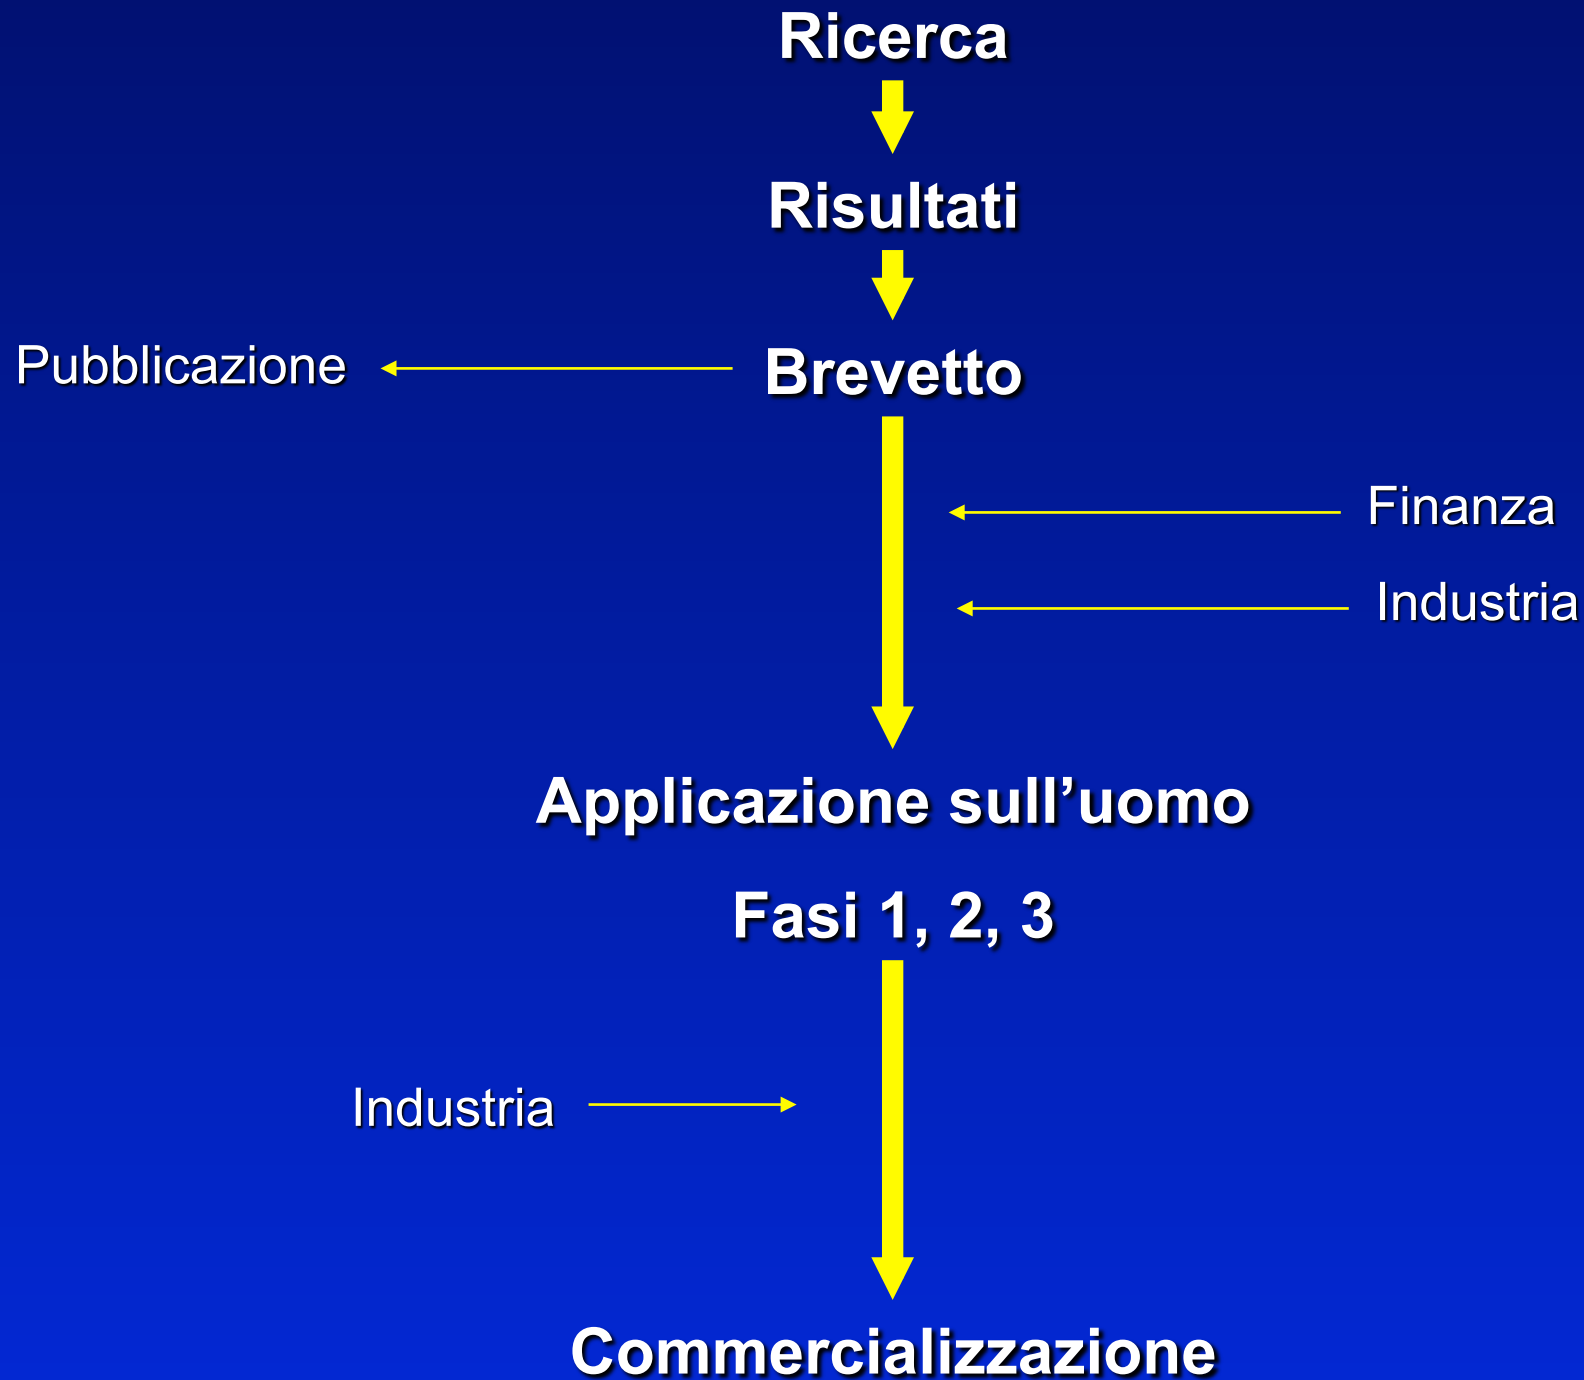 Ricerca
Risultati
Pubblicazione
Brevetto
Finanza
Industria
Applicazione sull’uomo
Fasi 1, 2, 3
Industria
Commercializzazione